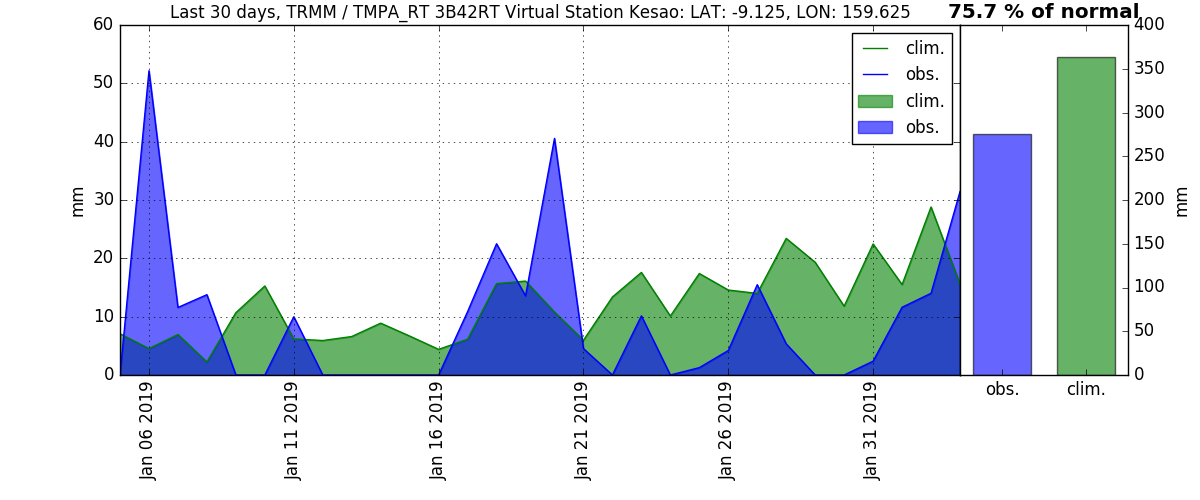 Last 30 days, TRMM / TMPA_RT 3B42RT Virtual Station Kesao: LAT: -9.125, LON: 159.625
75.7 % of normal
60
50
40
30
20
10
0
mm
clim.
obs.
clim.
obs.
400
350
300
250
200
150
100
50
0
mm
Jan 06 2019
Jan 11 2019
Jan 16 2019
Jan 21 2019
Jan 26 2019
Jan 31 2019
obs.
clim.